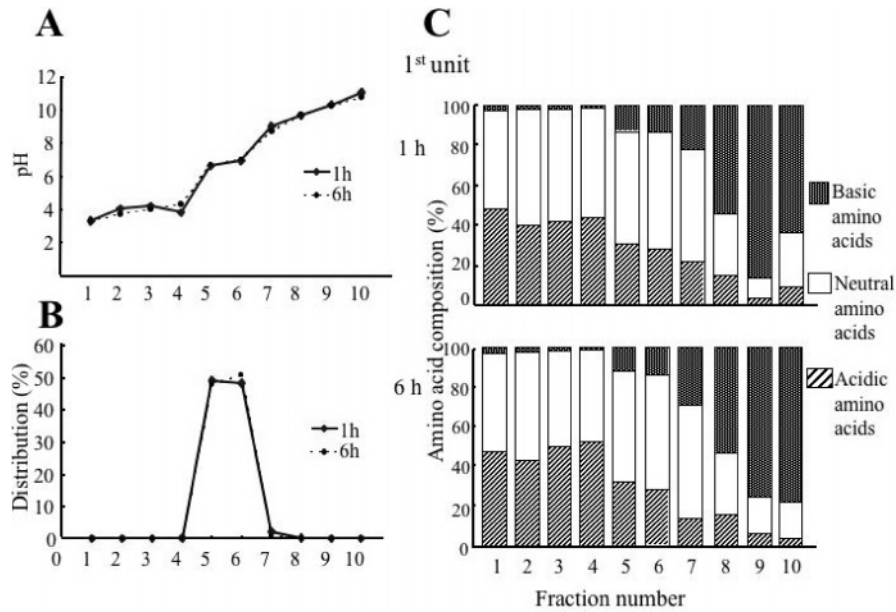 A
12
10
8
6
4
2
pH
1h
6h
1 2 3 4 5 6 7 8 9 10
B
60
50
40
30
20
10
0
Distribution (%)
1h
6h
0 1 2 3 4 5 6 7 8 9 10
C
1st unit
1 h
100
80
60
40
20
0
6 h
100
80
60
40
20
0
Amino acid composition (%)
1 2 3 4 5 6 7 8 9 10
Fraction number
Basic
amino
acids
Neutral
amino
acids
Acidic
amino
acids